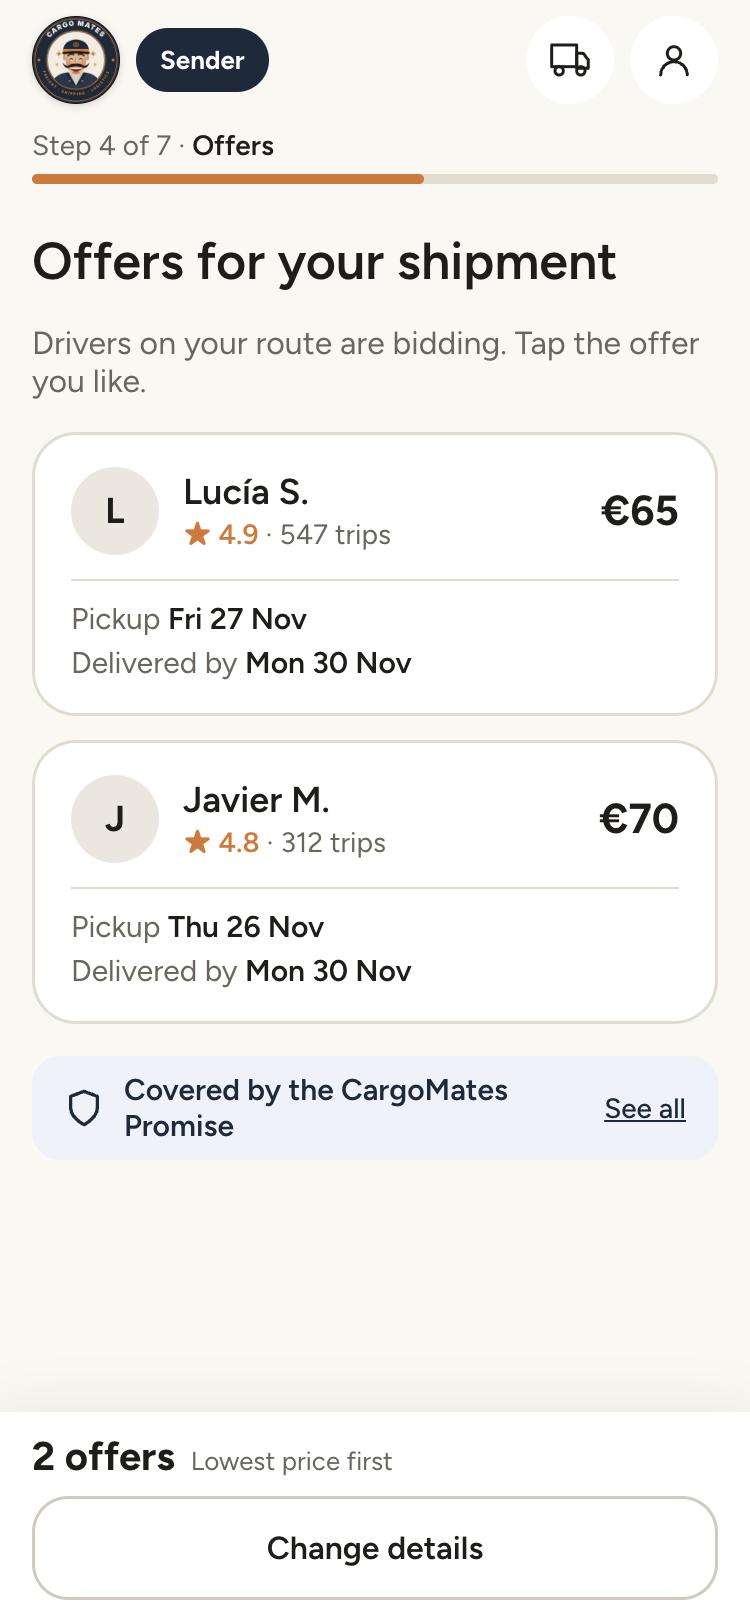 CARGO MATES
Sender
Step 4 of 7 · Offers
Offers for your shipment
Drivers on your route are bidding. Tap the offer
you like.
L
Lucía S.
★ 4.9 · 547 trips
€65
Pickup Fri 27 Nov
Delivered by Mon 30 Nov
J
Javier M.
★ 4.8 · 312 trips
€70
Pickup Thu 26 Nov
Delivered by Mon 30 Nov
Covered by the CargoMates
Promise
See all
2 offers Lowest price first
Change details